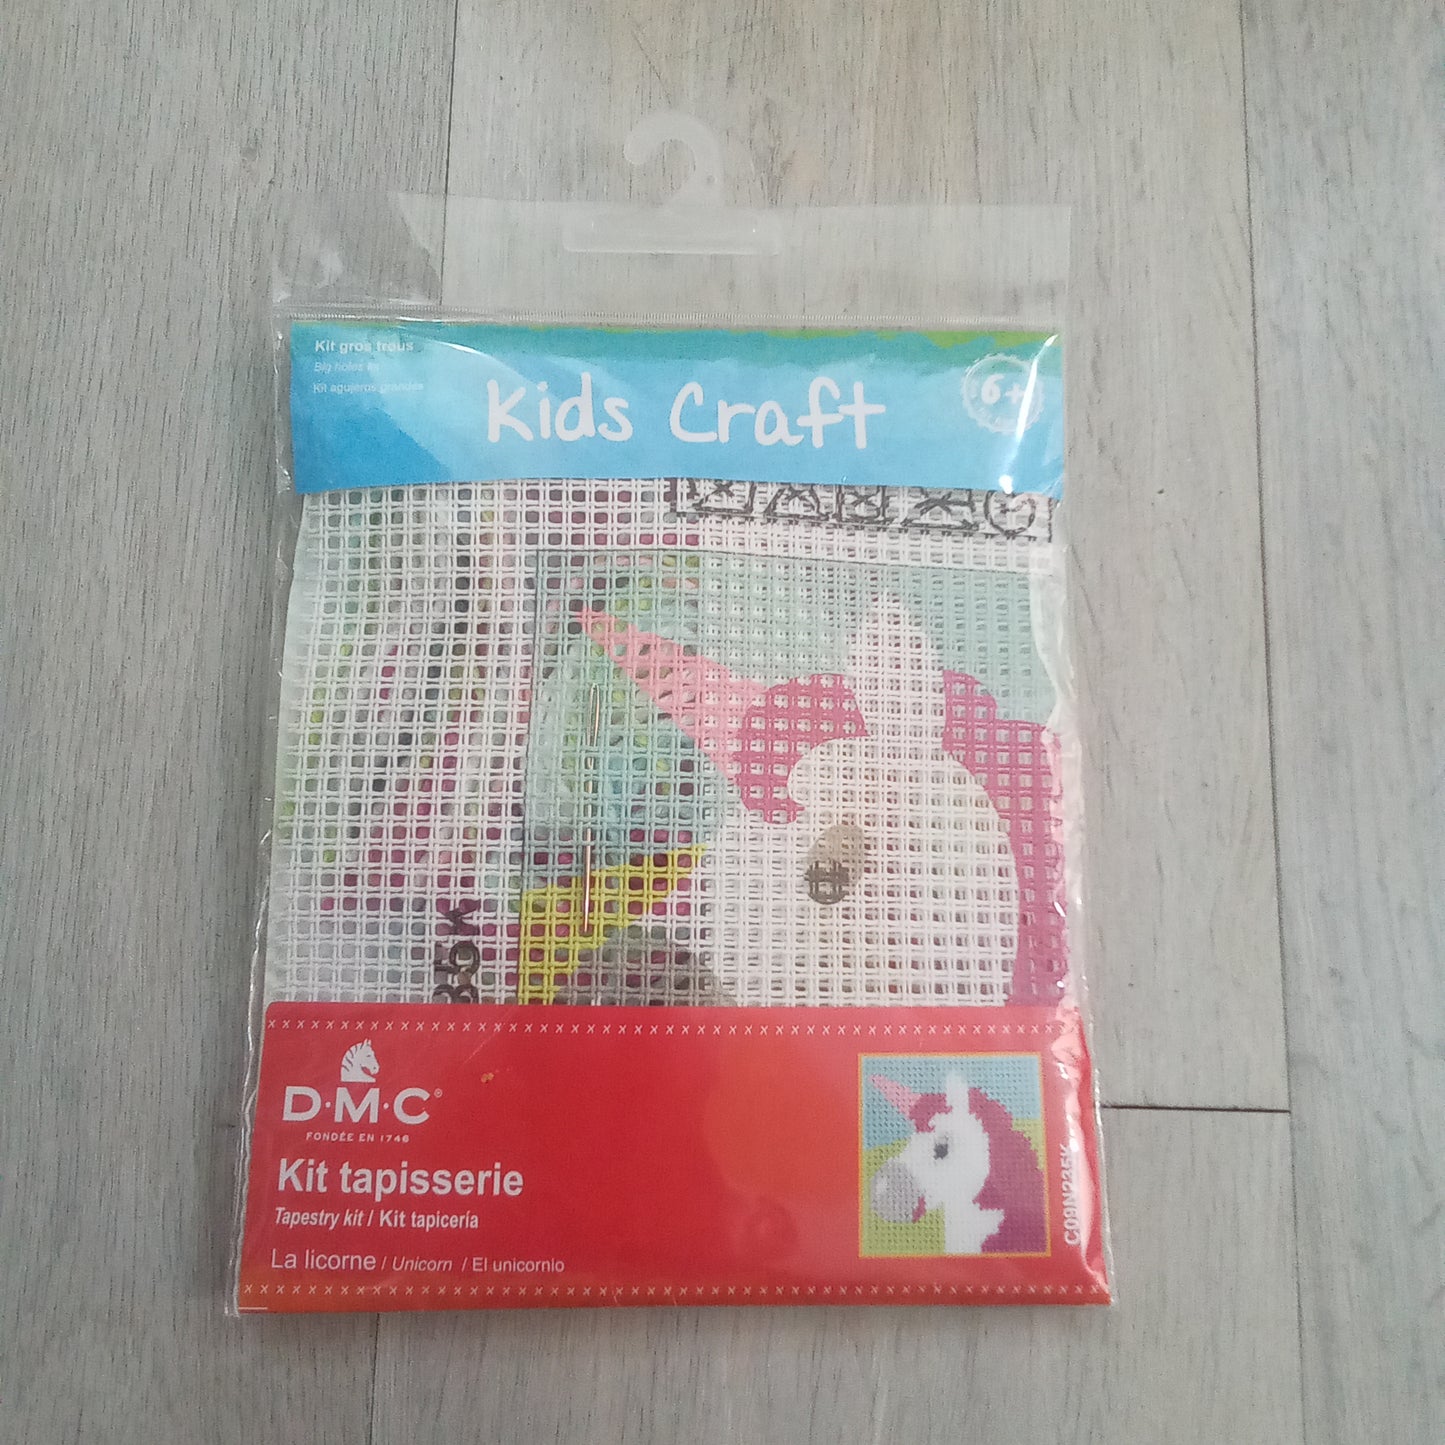 Kit gros trous
Big holes kit
Kit agujeros grandes
Kids Craft
6+
35K
D·M·C®
FONDÉE EN 1746
Kit tapisserie
Tapestry kit / Kit tapicería
La licorne / Unicorn / El unicornio